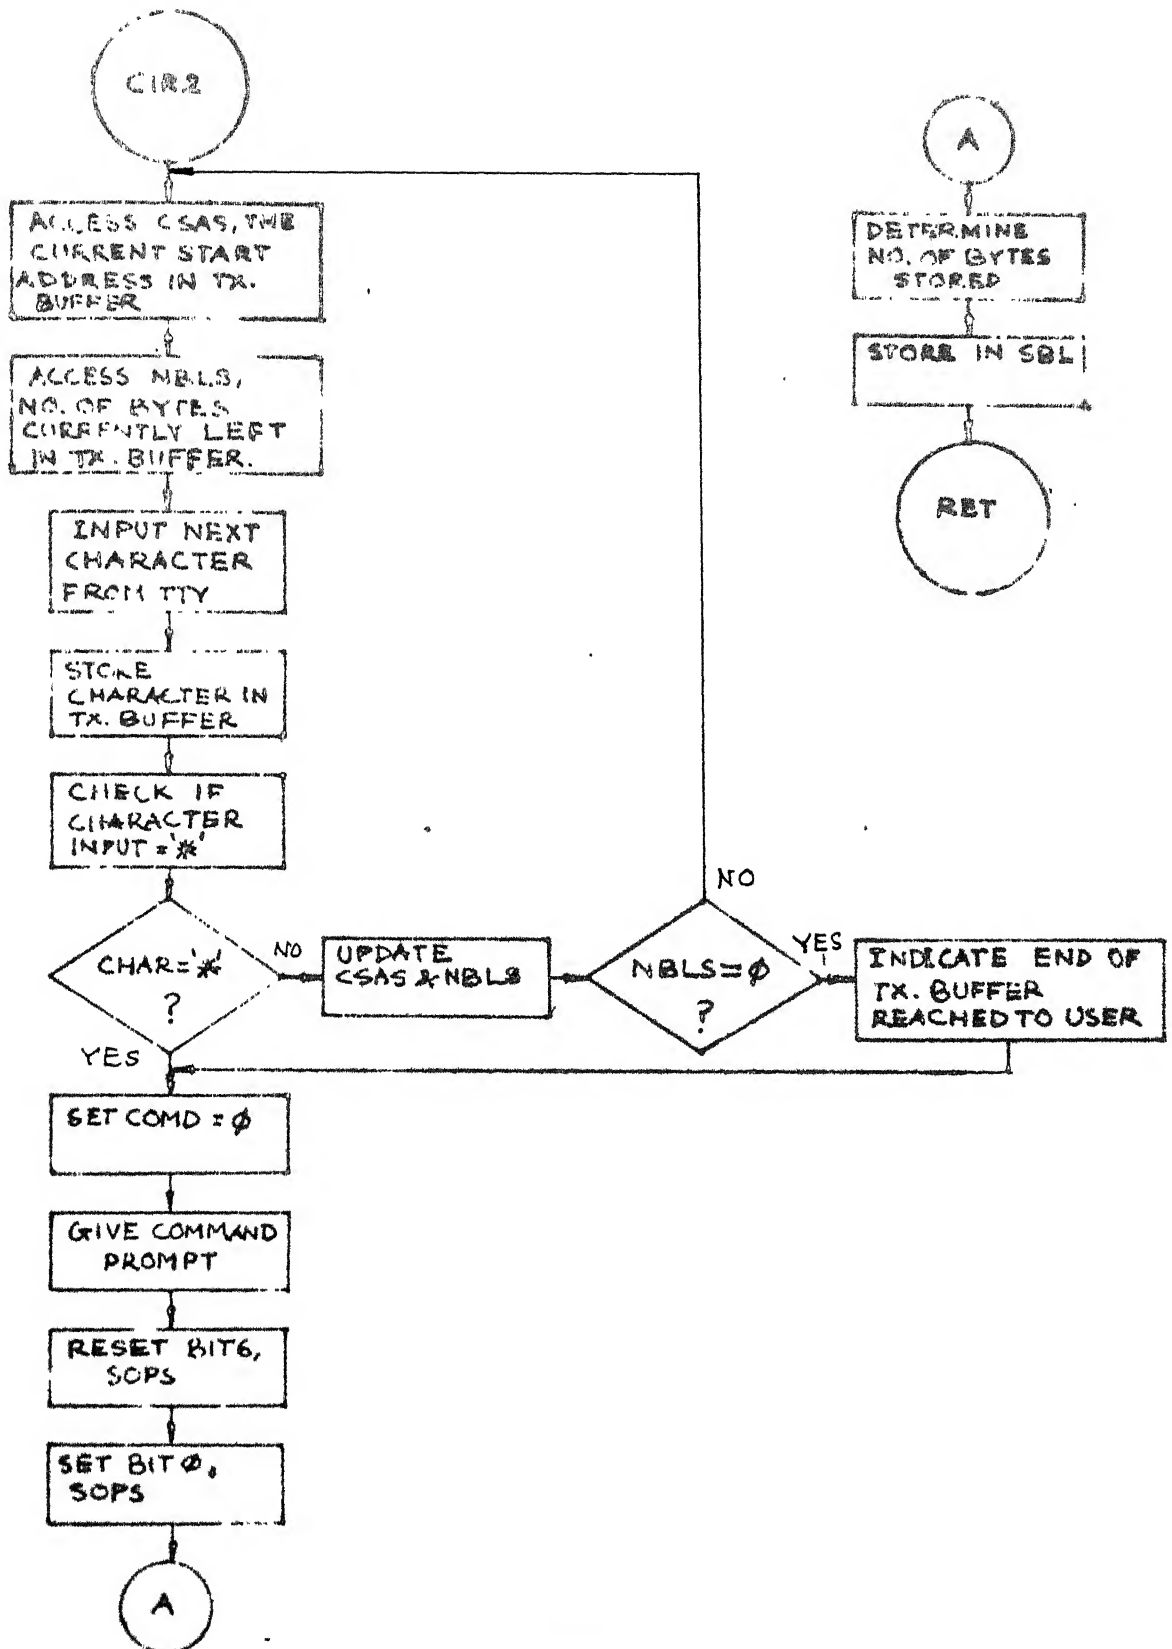 CIR2
ACCESS CSAS, THE
CURRENT START
ADDRESS IN TX.
BUFFER
ACCESS NBLS,
NO. OF BYTES
CURRENTLY LEFT
IN TX. BUFFER.
INPUT NEXT
CHARACTER
FROM TTY
STORE
CHARACTER IN
TX. BUFFER
CHECK IF
CHARACTER
INPUT = '*'
CHAR = '*'
?
NO
YES
UPDATE
CSAS & NBLS
NBLS = Ø
?
NO
YES
INDICATE END OF
TX. BUFFER
REACHED TO USER
SET COMD = Ø
GIVE COMMAND
PROMPT
RESET BIT6,
SOPS
SET BIT Ø,
SOPS
A
A
DETERMINE
NO. OF BYTES
STORED
STORE IN SBL
RET